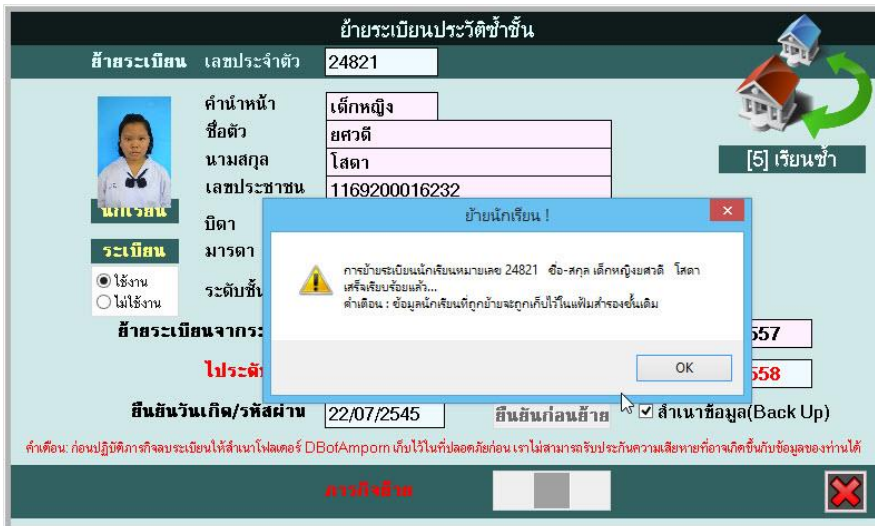 ย้ายระเบียนประวัติซ้ำชั้น
ย้ายระเบียน เลขประจำตัว 24821
คำนำหน้า เด็กหญิง
ชื่อตัว ยศวดี
นามสกุล โสดา
[5] เรียนซ้ำ
เลขประชาชน 1169200016232
นักเรียน
บิดา
ย้ายนักเรียน !
ระเบียน มารดา
การย้ายระเบียนนักเรียนหมายเลข 24821 ชื่อ-สกุล เด็กหญิงยศวดี โสดา
เสร็จเรียบร้อยแล้ว...
คำเตือน : ข้อมูลนักเรียนที่ถูกย้ายจะถูกเก็บไว้ในแฟ้มสำรองชั้นเดิม
ใช้งาน
ไม่ใช้งาน
ระดับชั้น
OK
ย้ายระเบียนจากระ 557
ไประดับ 558
ยืนยันวันเกิด/รหัสผ่าน 22/07/2545 ยืนยันก่อนย้าย สำเนาข้อมูล(Back Up)
คำเตือน: ก่อนปฏิบัติภารกิจลบระเบียนให้สำเนาโฟลเดอร์ DBofAmporn เก็บไว้ในที่ปลอดภัยก่อน เราไม่สามารถรับประกันความเสียหายที่อาจเกิดขึ้นกับข้อมูลของท่านได้
ภารกิจย้าย